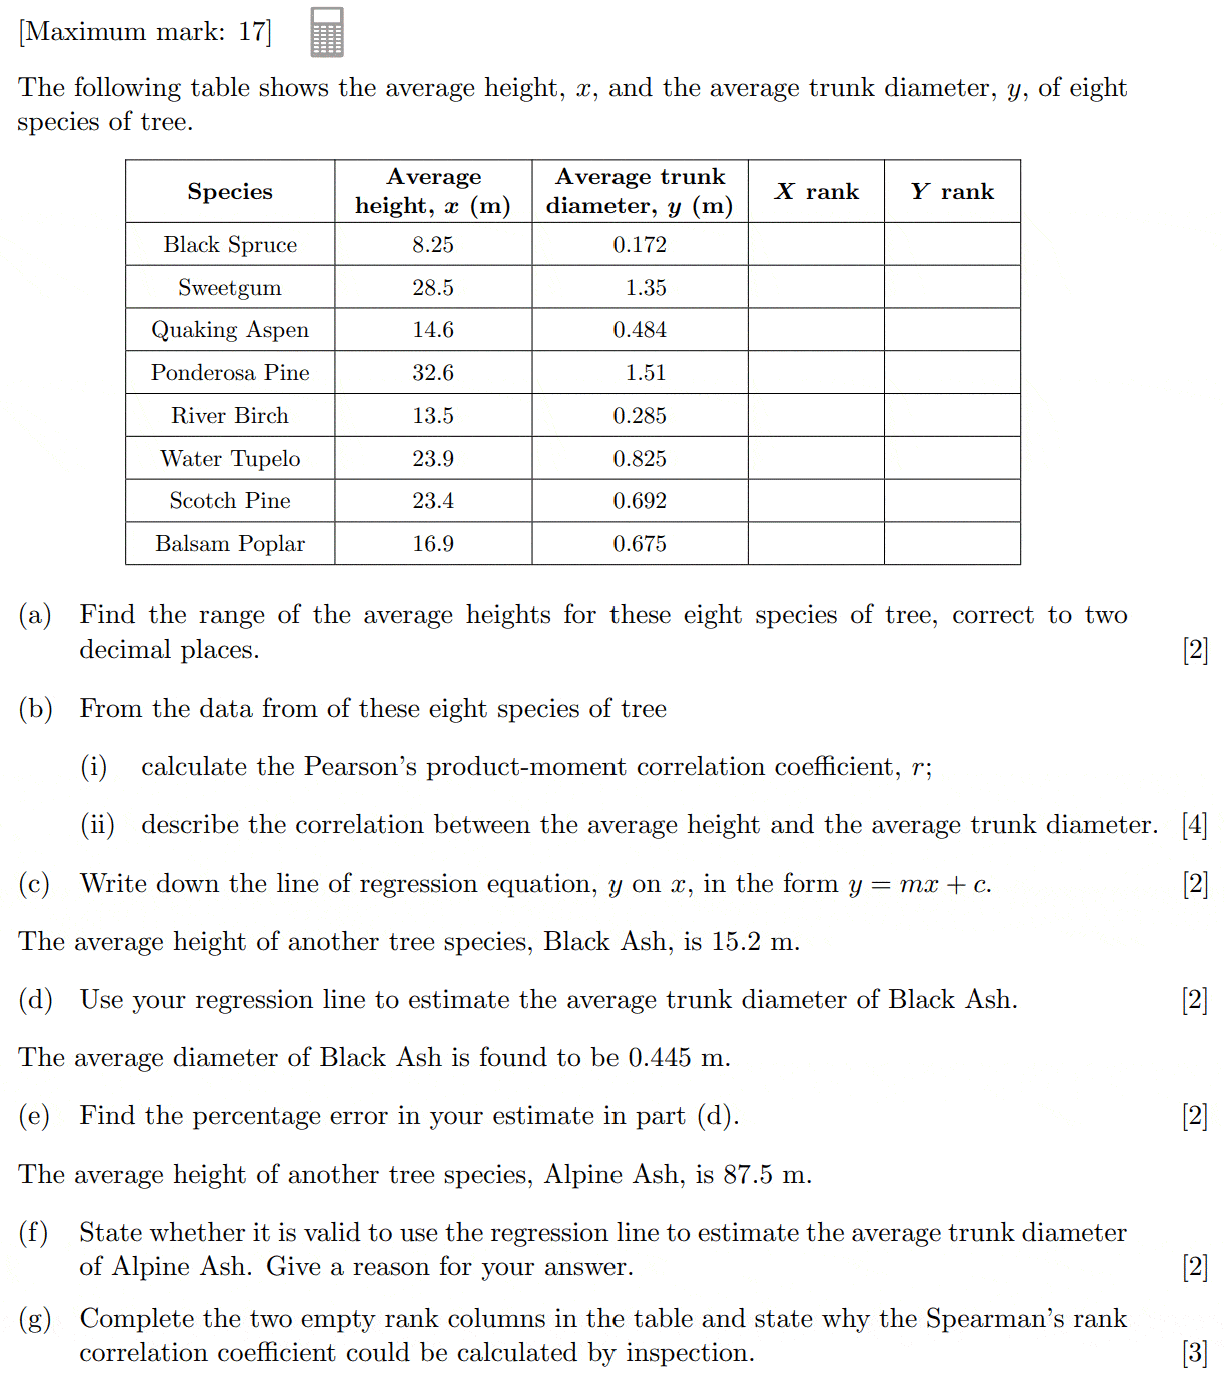 [Maximum mark: 17]
The following table shows the average height, x, and the average trunk diameter, y, of eight
species of tree.
Species | Average height, x (m) | Average trunk diameter, y (m) | X rank | Y rank
Black Spruce | 8.25 | 0.172
Sweetgum | 28.5 | 1.35
Quaking Aspen | 14.6 | 0.484
Ponderosa Pine | 32.6 | 1.51
River Birch | 13.5 | 0.285
Water Tupelo | 23.9 | 0.825
Scotch Pine | 23.4 | 0.692
Balsam Poplar | 16.9 | 0.675
(a) Find the range of the average heights for these eight species of tree, correct to two
decimal places. [2]
(b) From the data from of these eight species of tree
(i) calculate the Pearson's product-moment correlation coefficient, r;
(ii) describe the correlation between the average height and the average trunk diameter. [4]
(c) Write down the line of regression equation, y on x, in the form y = mx + c. [2]
The average height of another tree species, Black Ash, is 15.2 m.
(d) Use your regression line to estimate the average trunk diameter of Black Ash. [2]
The average diameter of Black Ash is found to be 0.445 m.
(e) Find the percentage error in your estimate in part (d). [2]
The average height of another tree species, Alpine Ash, is 87.5 m.
(f) State whether it is valid to use the regression line to estimate the average trunk diameter
of Alpine Ash. Give a reason for your answer. [2]
(g) Complete the two empty rank columns in the table and state why the Spearman's rank
correlation coefficient could be calculated by inspection. [3]